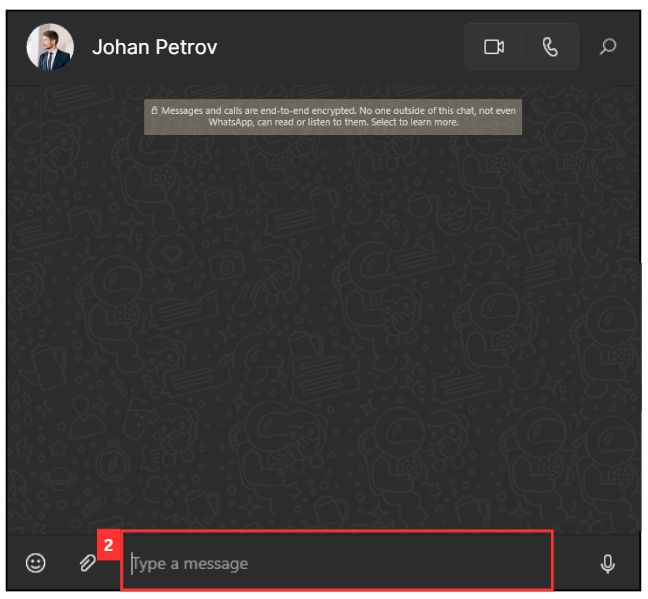 Johan Petrov
Messages and calls are end-to-end encrypted. No one outside of this chat, not even
WhatsApp, can read or listen to them. Select to learn more.
2
Type a message